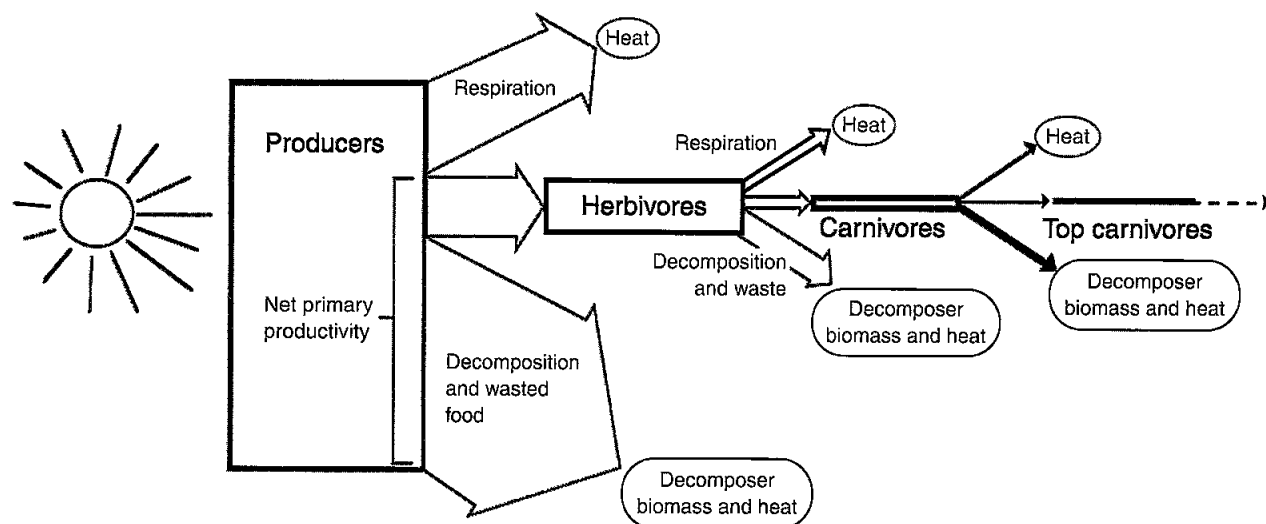 Heat
Respiration
Producers
Net primary
productivity
Decomposition
and wasted
food
Decomposer
biomass and heat
Herbivores
Respiration
Heat
Carnivores
Decomposition
and waste
Decomposer
biomass and heat
Heat
Top carnivores
Decomposer
biomass and heat